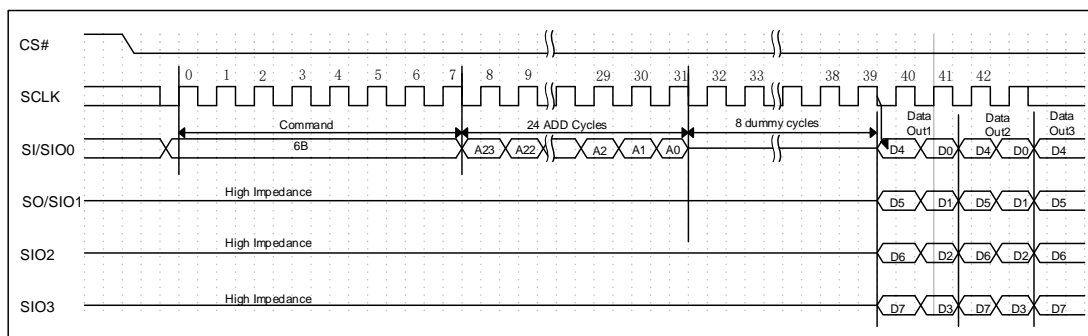 CS#
0 1 2 3 4 5 6 7 8 9 29 30 31 32 33 38 39 40 41 42
SCLK
Command 24 ADD Cycles 8 dummy cycles Data Out1 Data Out2 Data Out3
SI/SIO0 6B A23 A22 A2 A1 A0 D4 D0 D4 D0 D4
High Impedance
SO/SIO1 D5 D1 D5 D1 D5
High Impedance
SIO2 D6 D2 D6 D2 D6
High Impedance
SIO3 D7 D3 D7 D3 D7